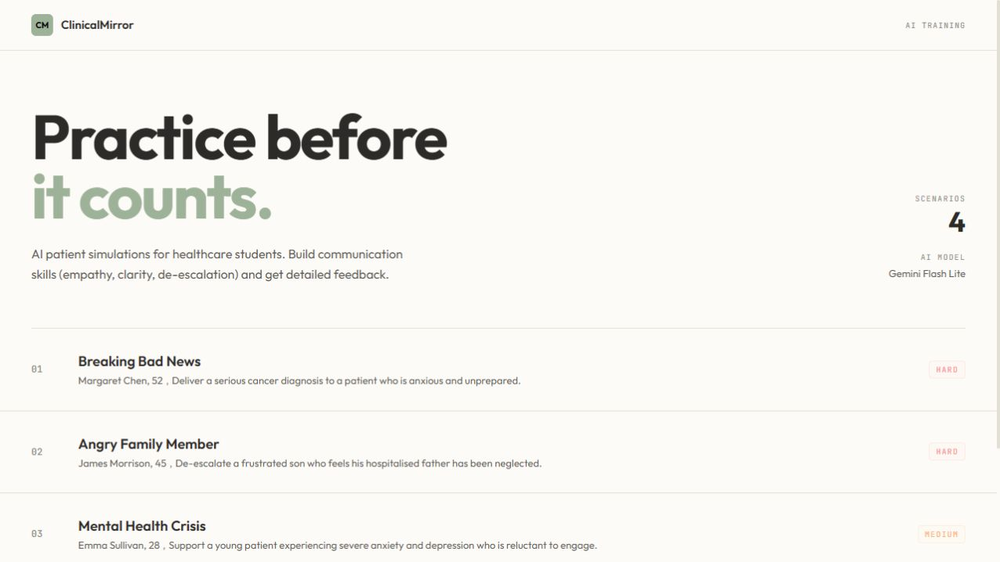 CM ClinicalMirror
AI TRAINING
Practice before
it counts.
AI patient simulations for healthcare students. Build communication
skills (empathy, clarity, de-escalation) and get detailed feedback.
SCENARIOS
4
AI MODEL
Gemini Flash Lite
01
Breaking Bad News
Margaret Chen, 52 , Deliver a serious cancer diagnosis to a patient who is anxious and unprepared.
HARD
02
Angry Family Member
James Morrison, 45 , De-escalate a frustrated son who feels his hospitalised father has been neglected.
HARD
03
Mental Health Crisis
Emma Sullivan, 28 , Support a young patient experiencing severe anxiety and depression who is reluctant to engage.
MEDIUM